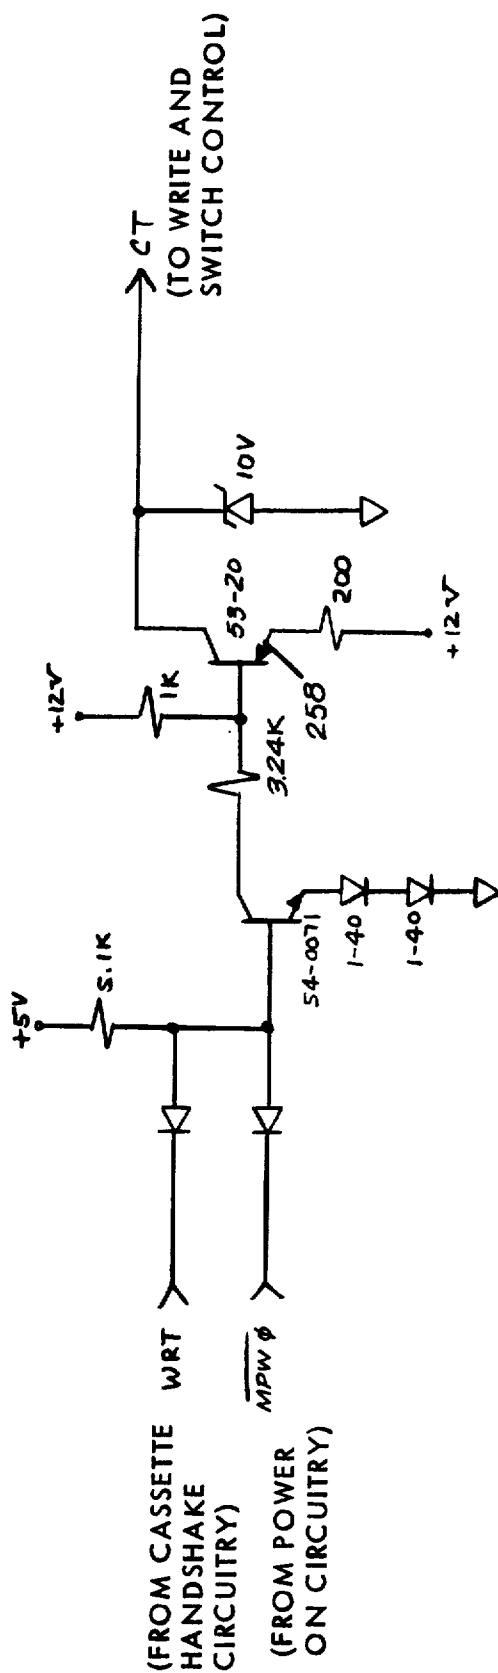 (FROM CASSETTE
HANDSHAKE
CIRCUITRY)
WRT
(FROM POWER
ON CIRCUITRY)
MPWφ
+5V
5.1K
54-0071
1-40
1-40
3.24K
+12V
1K
258
53-20
200
+12V
10V
CT
(TO WRITE AND
SWITCH CONTROL)